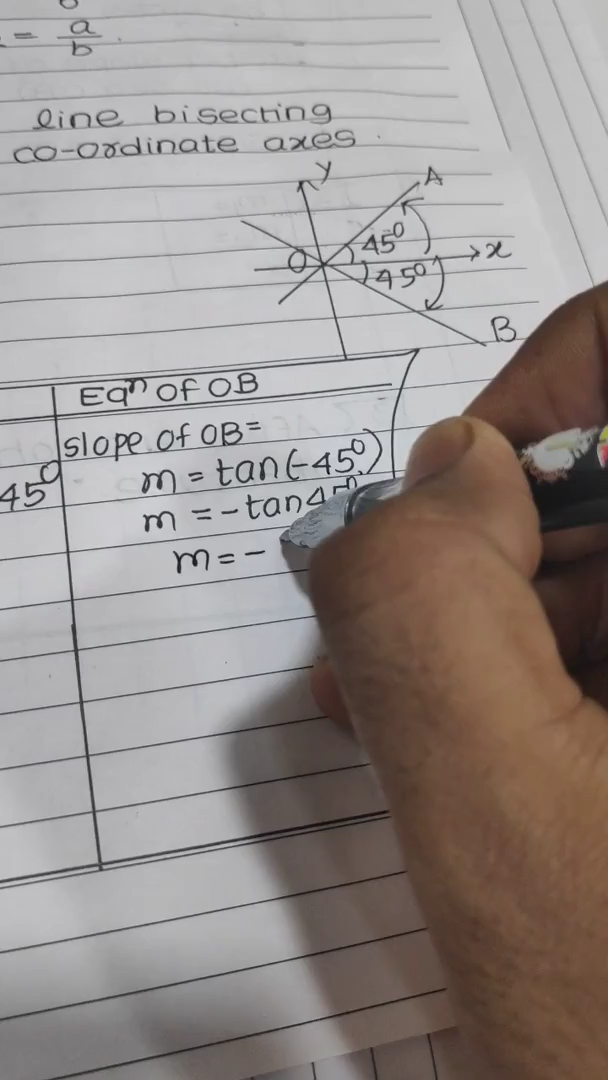 = a/b.
line bisecting
co-ordinate axes.
Y
A
45°
O
x
45°
B
Eqⁿ OF OB
slope of OB =
45°
m = tan(-45°)
m = -tan45°
m = -